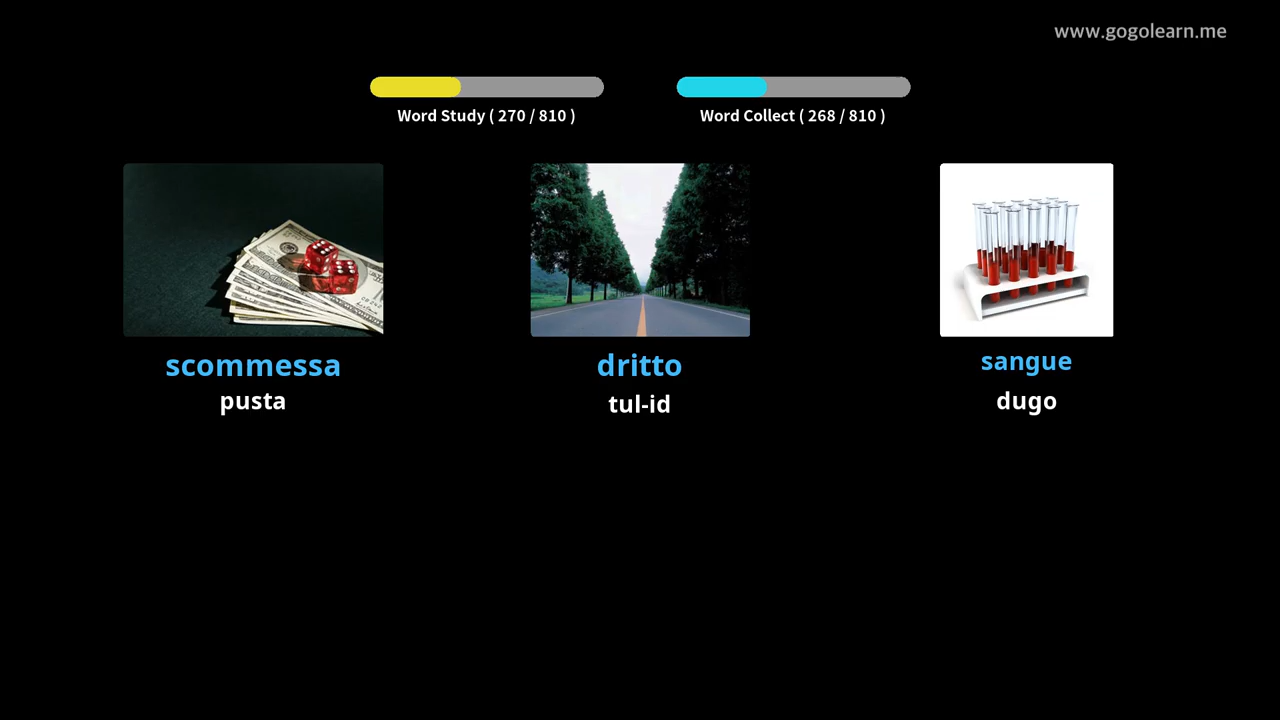 www.gogolearn.me
Word Study ( 270 / 810 )
Word Collect ( 268 / 810 )
scommessa
pusta
dritto
tul-id
sangue
dugo